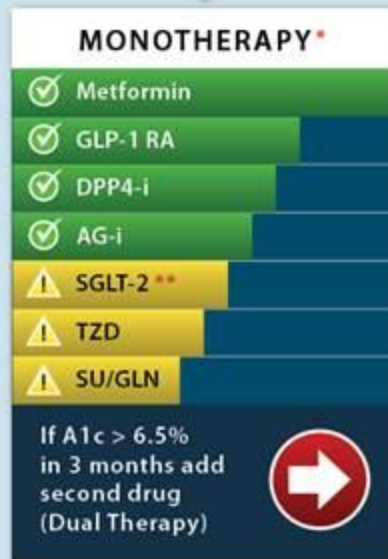 MONOTHERAPY*
Metformin
GLP-1 RA
DPP4-i
AG-i
SGLT-2 **
TZD
SU/GLN
If A1c > 6.5%
in 3 months add
second drug
(Dual Therapy)